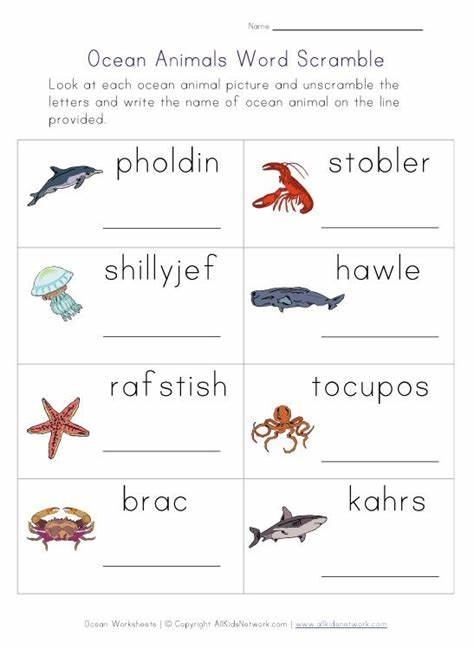 Name
Ocean Animals Word Scramble
Look at each ocean animal picture and unscramble the
letters and write the name of ocean animal on the line
provided.
pholdin
stobler
shillyjef
hawle
rafstish
tocupos
brac
kahrs
Ocean Worksheets | © Copyright AllKidsNetwork.com | www.allkidsnetwork.com